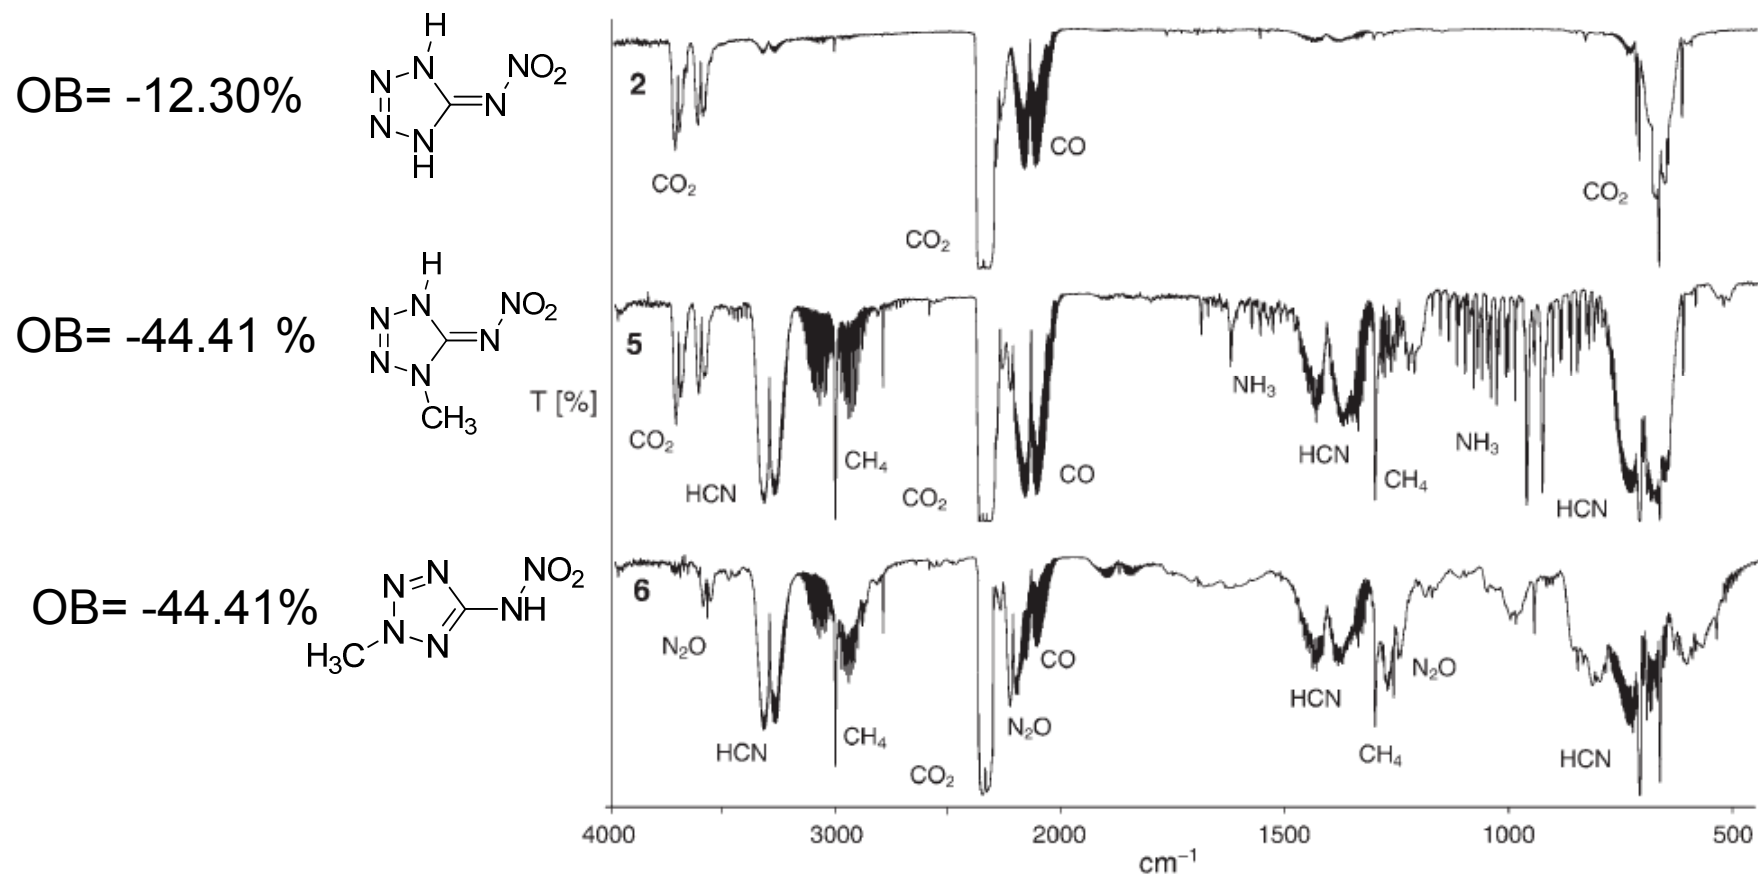 OB= -12.30%
H
N
N
N
N
H
N
NO₂
2
CO₂
CO₂
CO
CO₂
OB= -44.41 %
H
N
N
N
N
CH₃
N
NO₂
T [%]
5
CO₂
HCN
CH₄
CO₂
CO
NH₃
HCN
CH₄
NH₃
HCN
OB= -44.41%
N
N
N
N
H₃C
NH
NO₂
6
N₂O
HCN
CH₄
CO₂
N₂O
CO
HCN
CH₄
N₂O
HCN
4000 3000 2000 1500 1000 500
cm⁻¹